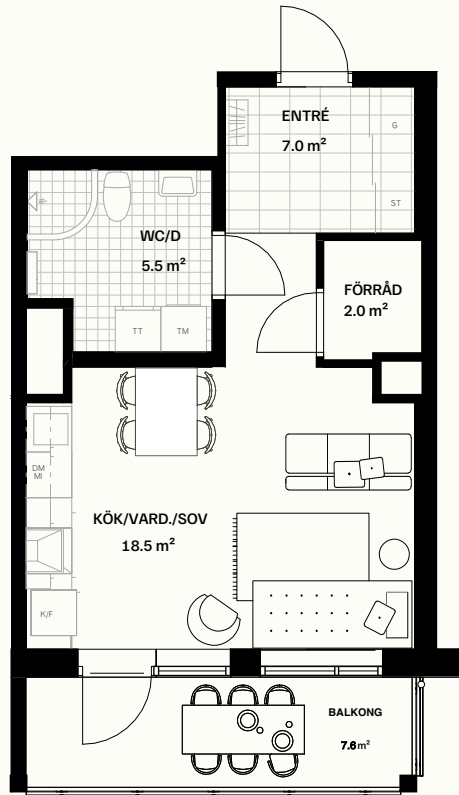 ENTRÉ
7.0 m²
G
ST
WC/D
5.5 m²
TT
TM
FÖRRÅD
2.0 m²
DM
MI
KÖK/VARD./SOV
18.5 m²
K/F
BALKONG
7.6 m²